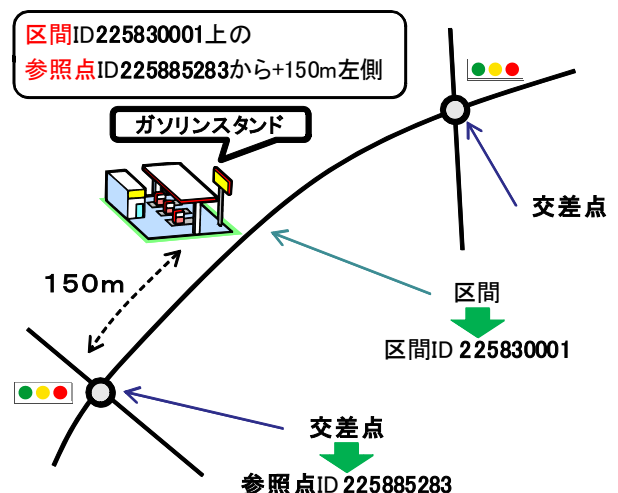 区間ID225830001上の
参照点ID225885283から+150m左側
ガソリンスタンド
交差点
150m
区間
区間ID 225830001
交差点
参照点ID 225885283